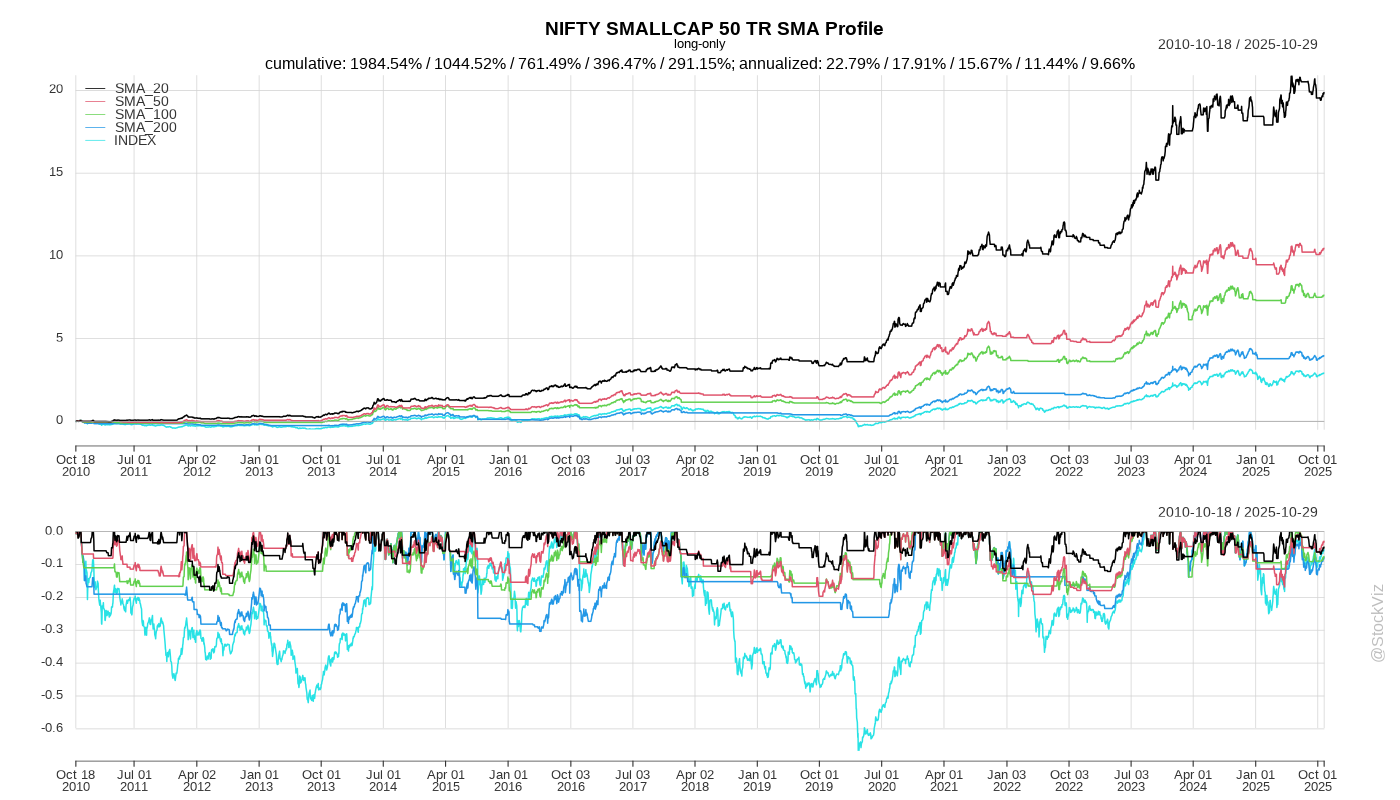 NIFTY SMALLCAP 50 TR SMA Profile
long-only
2010-10-18 / 2025-10-29
cumulative: 1984.54% / 1044.52% / 761.49% / 396.47% / 291.15%; annualized: 22.79% / 17.91% / 15.67% / 11.44% / 9.66%
SMA_20
SMA_50
SMA_100
SMA_200
INDEX
20
15
10
5
0
Oct 18 Jul 01 Apr 02 Jan 01 Oct 01 Jul 01 Apr 01 Jan 01 Oct 03 Jul 03 Apr 02 Jan 01 Oct 01 Jul 01 Apr 01 Jan 03 Oct 03 Jul 03 Apr 01 Jan 01 Oct 01
2010 2011 2012 2013 2013 2014 2015 2016 2016 2017 2018 2019 2019 2020 2021 2022 2022 2023 2024 2025 2025
2010-10-18 / 2025-10-29
0.0
-0.1
-0.2
-0.3
-0.4
-0.5
-0.6
Oct 18 Jul 01 Apr 02 Jan 01 Oct 01 Jul 01 Apr 01 Jan 01 Oct 03 Jul 03 Apr 02 Jan 01 Oct 01 Jul 01 Apr 01 Jan 03 Oct 03 Jul 03 Apr 01 Jan 01 Oct 01
2010 2011 2012 2013 2013 2014 2015 2016 2016 2017 2018 2019 2019 2020 2021 2022 2022 2023 2024 2025 2025
@StockViz